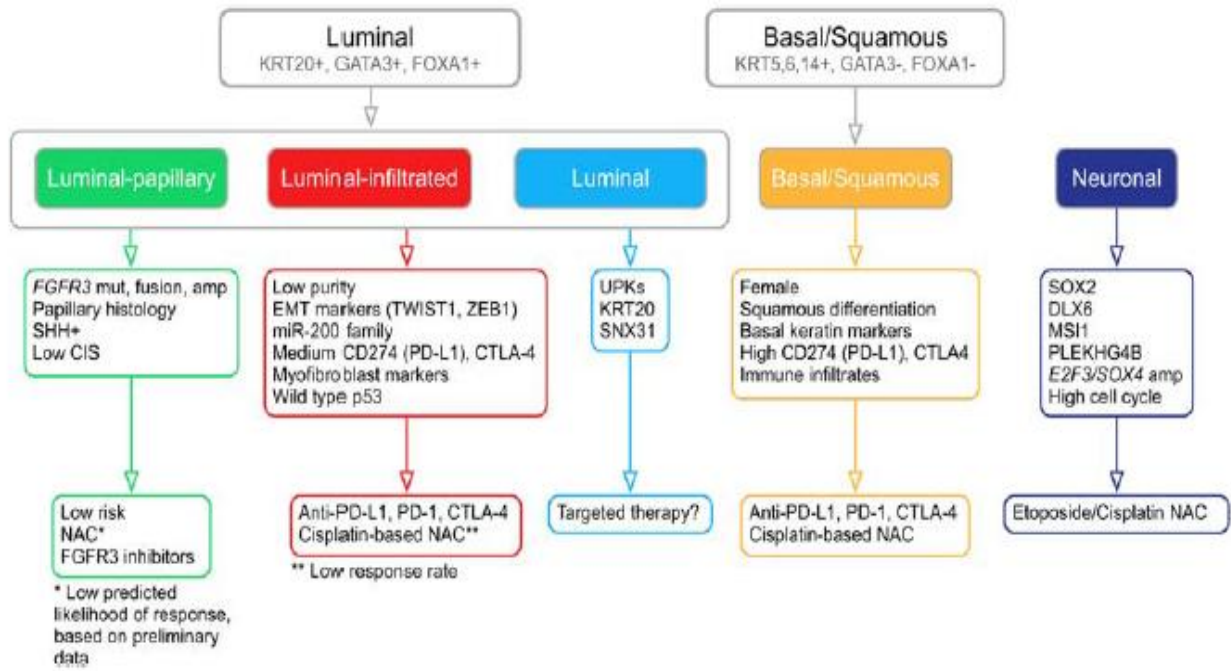 Luminal
KRT20+, GATA3+, FOXA1+
Basal/Squamous
KRT5,6,14+, GATA3-, FOXA1-
Luminal-papillary
Luminal-infiltrated
Luminal
Basal/Squamous
Neuronal
FGFR3 mut, fusion, amp
Papillary histology
SHH+
Low CIS
Low purity
EMT markers (TWIST1, ZEB1)
miR-200 family
Medium CD274 (PD-L1), CTLA-4
Myofibroblast markers
Wild type p53
UPKs
KRT20
SNX31
Female
Squamous differentiation
Basal keratin markers
High CD274 (PD-L1), CTLA4
Immune infiltrates
SOX2
DLX6
MSI1
PLEKHG4B
E2F3/SOX4 amp
High cell cycle
Low risk
NAC*
FGFR3 inhibitors
* Low predicted
likelihood of response,
based on preliminary
data
Anti-PD-L1, PD-1, CTLA-4
Cisplatin-based NAC**
** Low response rate
Targeted therapy?
Anti-PD-L1, PD-1, CTLA-4
Cisplatin-based NAC
Etoposide/Cisplatin NAC